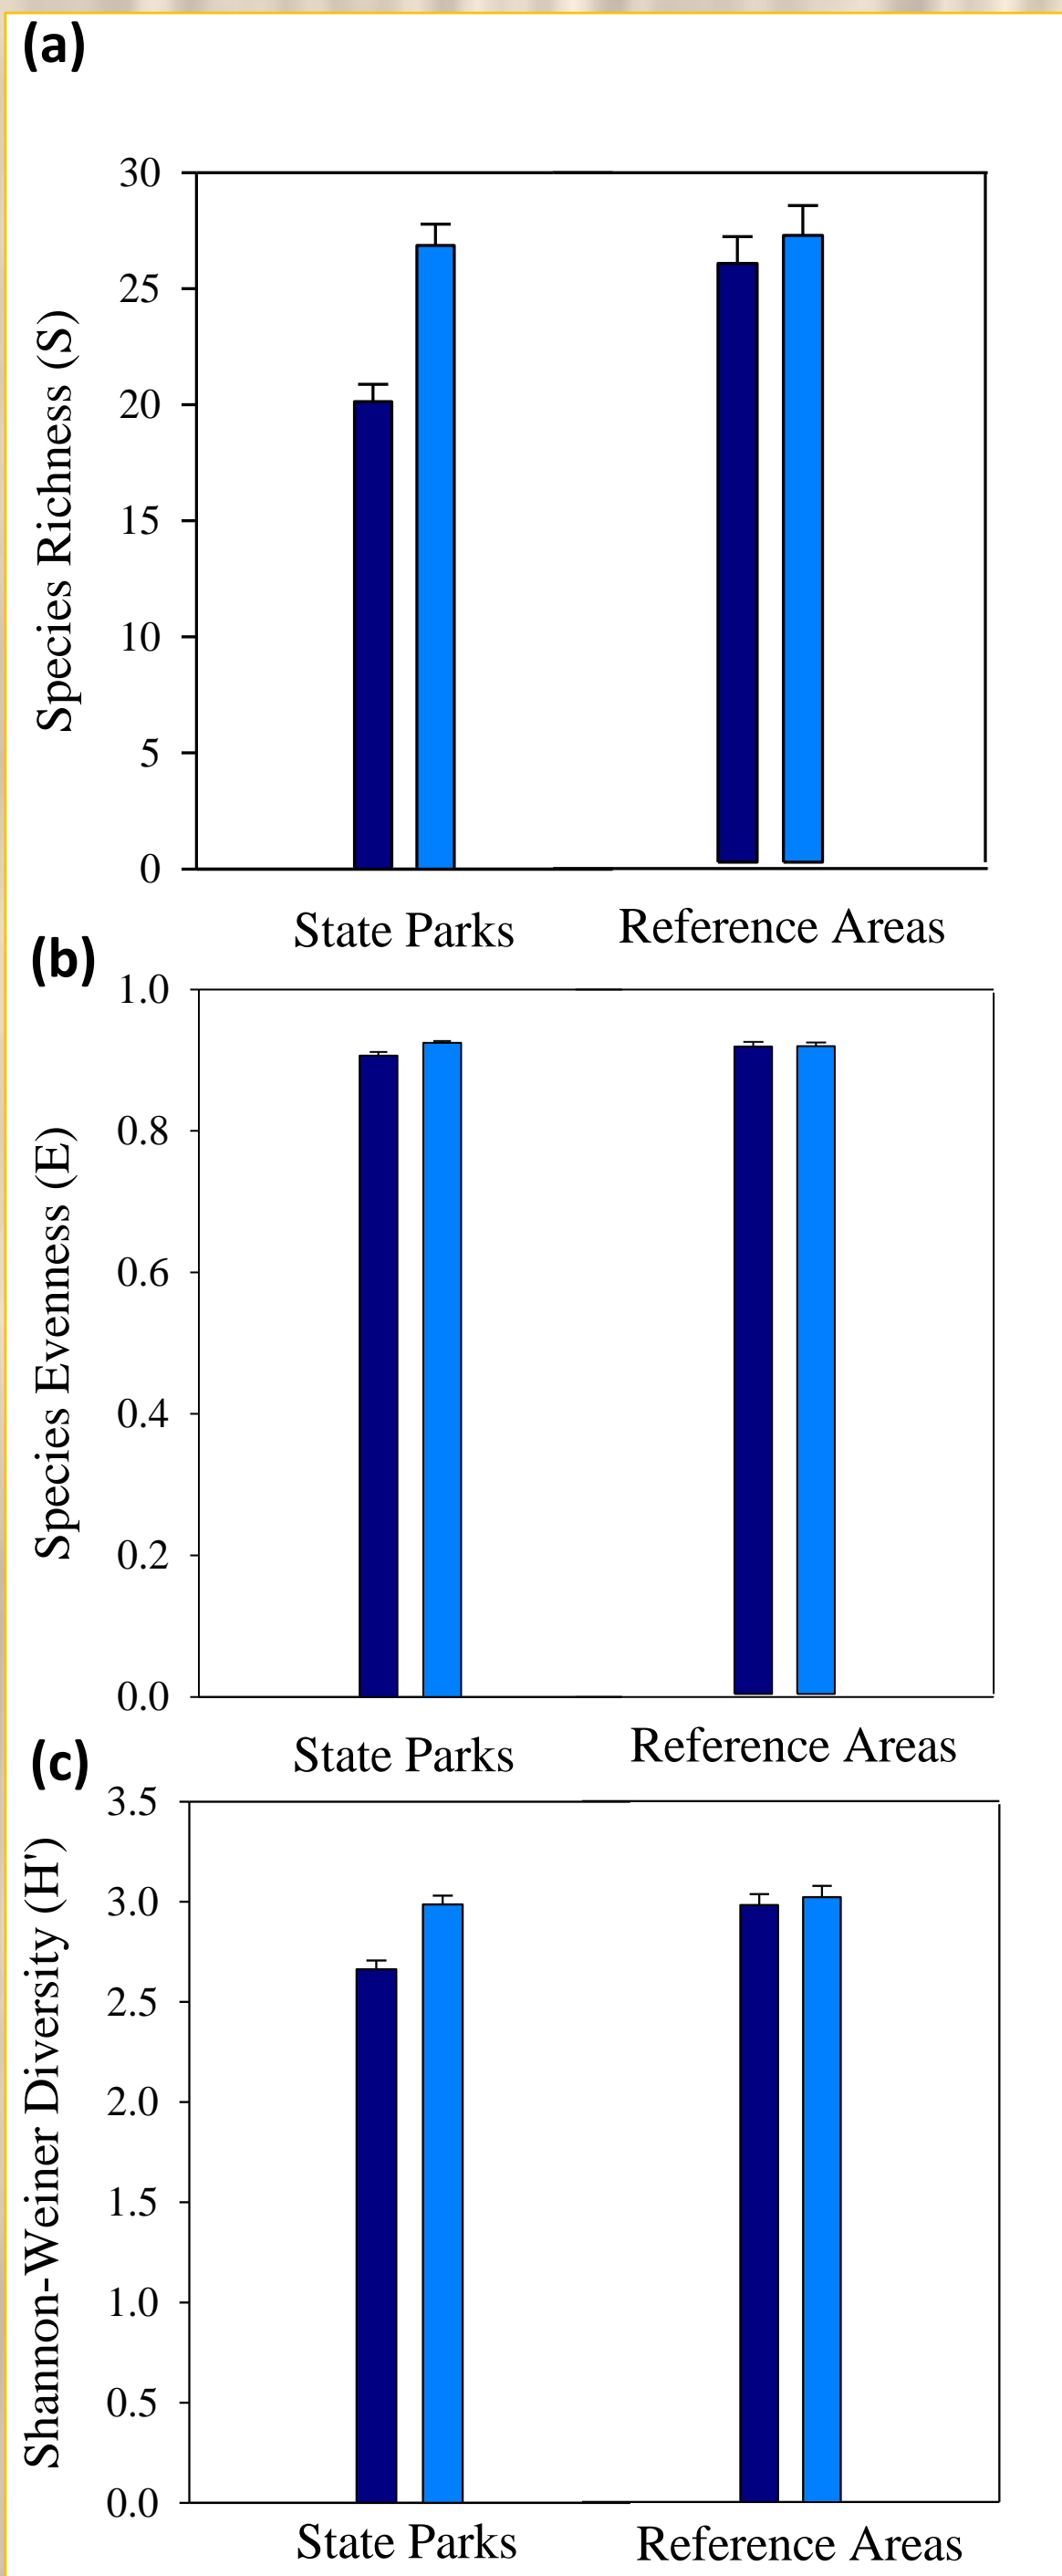 (a)
Species Richness (S)
30
25
20
15
10
5
0
State Parks
Reference Areas
(b)
Species Evenness (E)
1.0
0.8
0.6
0.4
0.2
0.0
State Parks
Reference Areas
(c)
Shannon-Weiner Diversity (H')
3.5
3.0
2.5
2.0
1.5
1.0
0.5
0.0
State Parks
Reference Areas